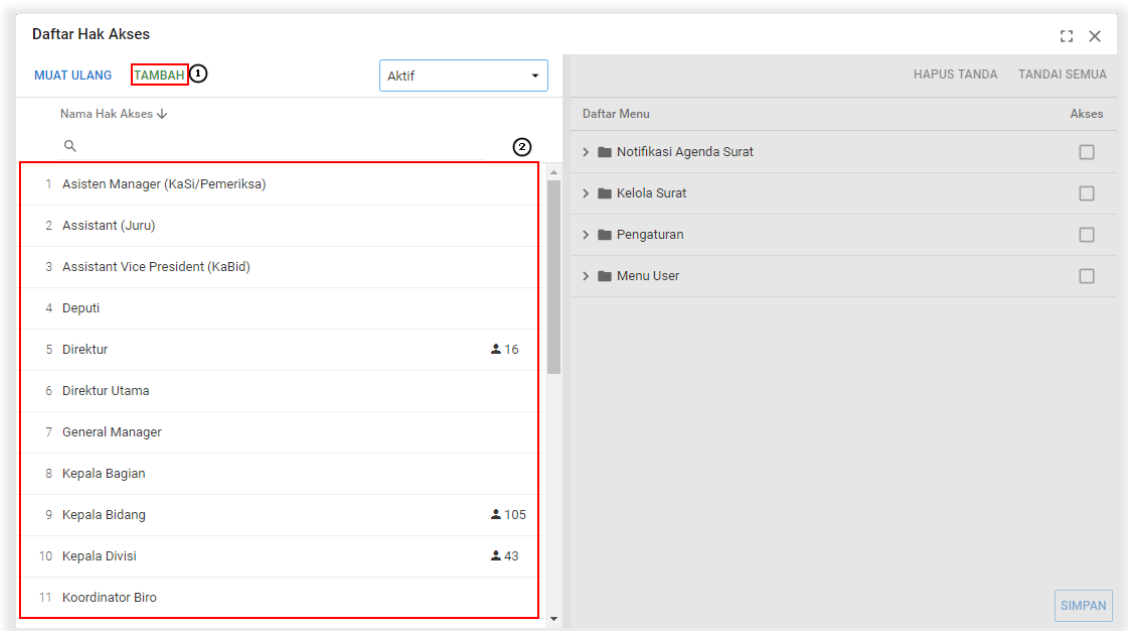 Daftar Hak Akses
MUAT ULANG TAMBAH 1 Aktif
HAPUS TANDA TANDAI SEMUA
Nama Hak Akses
2
Daftar Menu Akses
1 Asisten Manager (KaSi/Pemeriksa)
2 Assistant (Juru)
3 Assistant Vice President (KaBid)
4 Deputi
5 Direktur 16
6 Direktur Utama
7 General Manager
8 Kepala Bagian
9 Kepala Bidang 105
10 Kepala Divisi 43
11 Koordinator Biro
Notifikasi Agenda Surat
Kelola Surat
Pengaturan
Menu User
SIMPAN